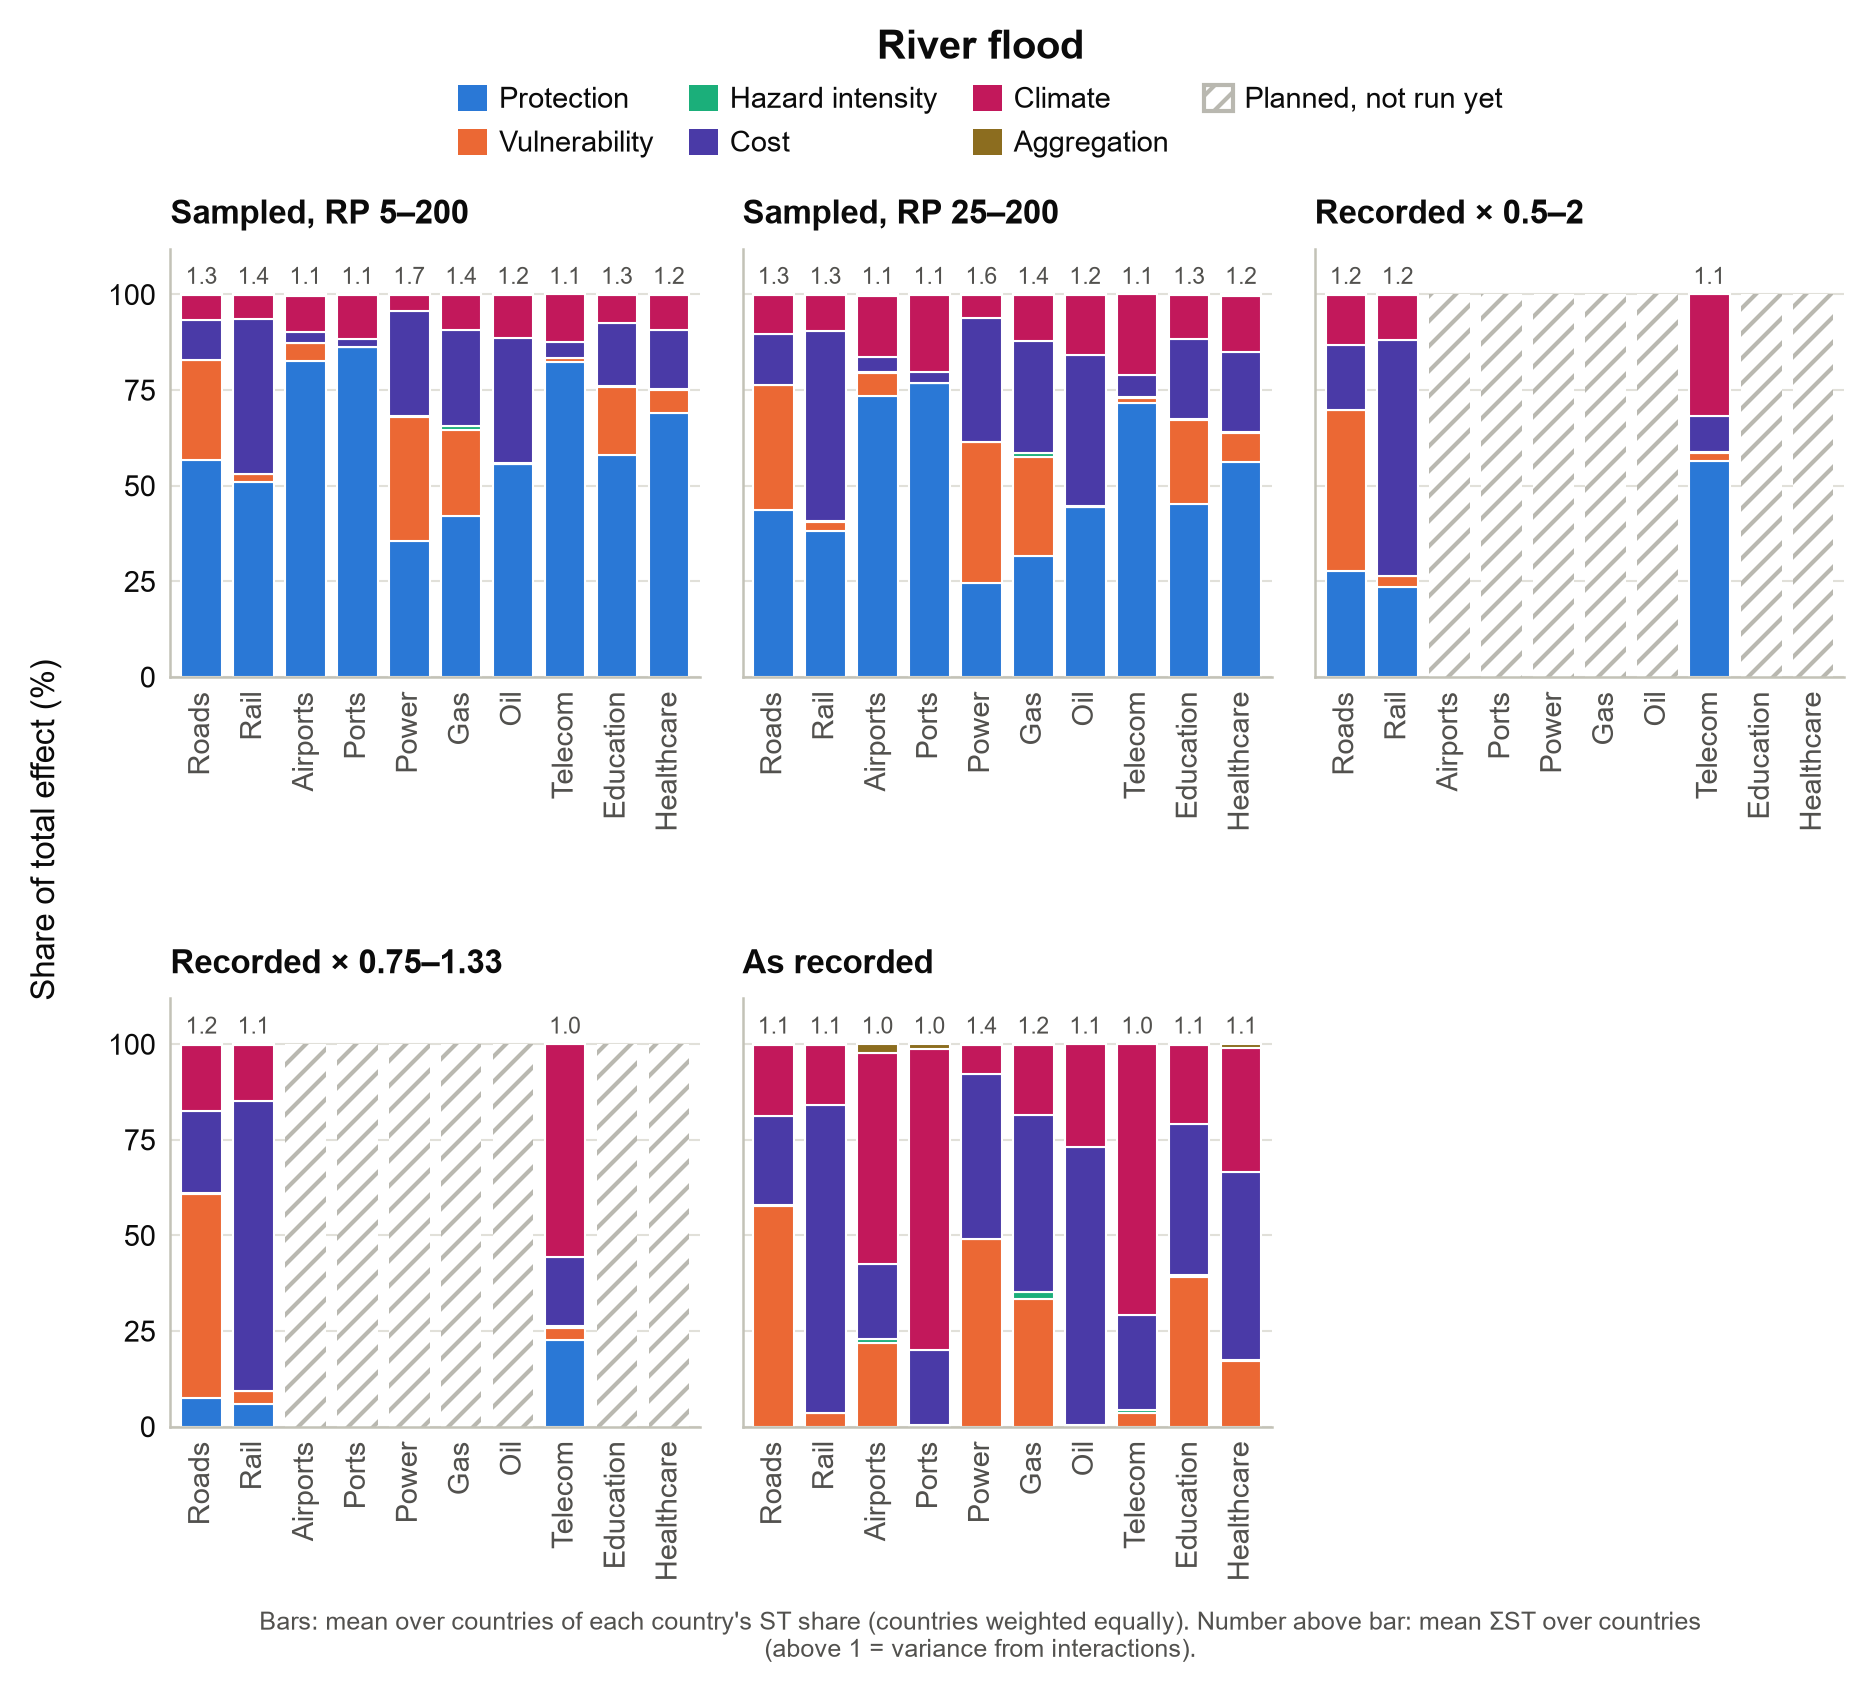 River flood
Protection
Hazard intensity
Climate
Planned, not run yet
Vulnerability
Cost
Aggregation
Share of total effect (%)
Sampled, RP 5–200
1.3 1.4 1.1 1.1 1.7 1.4 1.2 1.1 1.3 1.2
100
75
50
25
0
Roads
Rail
Airports
Ports
Power
Gas
Oil
Telecom
Education
Healthcare
Sampled, RP 25–200
1.3 1.3 1.1 1.1 1.6 1.4 1.2 1.1 1.3 1.2
Roads
Rail
Airports
Ports
Power
Gas
Oil
Telecom
Education
Healthcare
Recorded × 0.5–2
1.2 1.2 1.1
Roads
Rail
Airports
Ports
Power
Gas
Oil
Telecom
Education
Healthcare
Recorded × 0.75–1.33
1.2 1.1 1.0
100
75
50
25
0
Roads
Rail
Airports
Ports
Power
Gas
Oil
Telecom
Education
Healthcare
As recorded
1.1 1.1 1.0 1.0 1.4 1.2 1.1 1.0 1.1 1.1
Roads
Rail
Airports
Ports
Power
Gas
Oil
Telecom
Education
Healthcare
Bars: mean over countries of each country's ST share (countries weighted equally). Number above bar: mean ΣST over countries
(above 1 = variance from interactions).